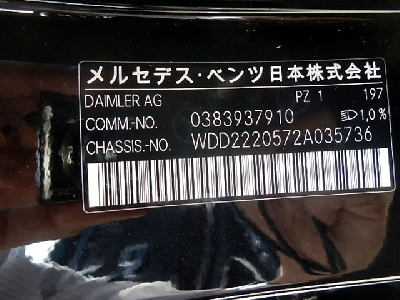 メルセデス・ベンツ日本株式会社
DAIMLER AG PZ 1 197
COMM.-NO. 0383937910 1,0%
CHASSIS.-NO. WDD2220572A035736